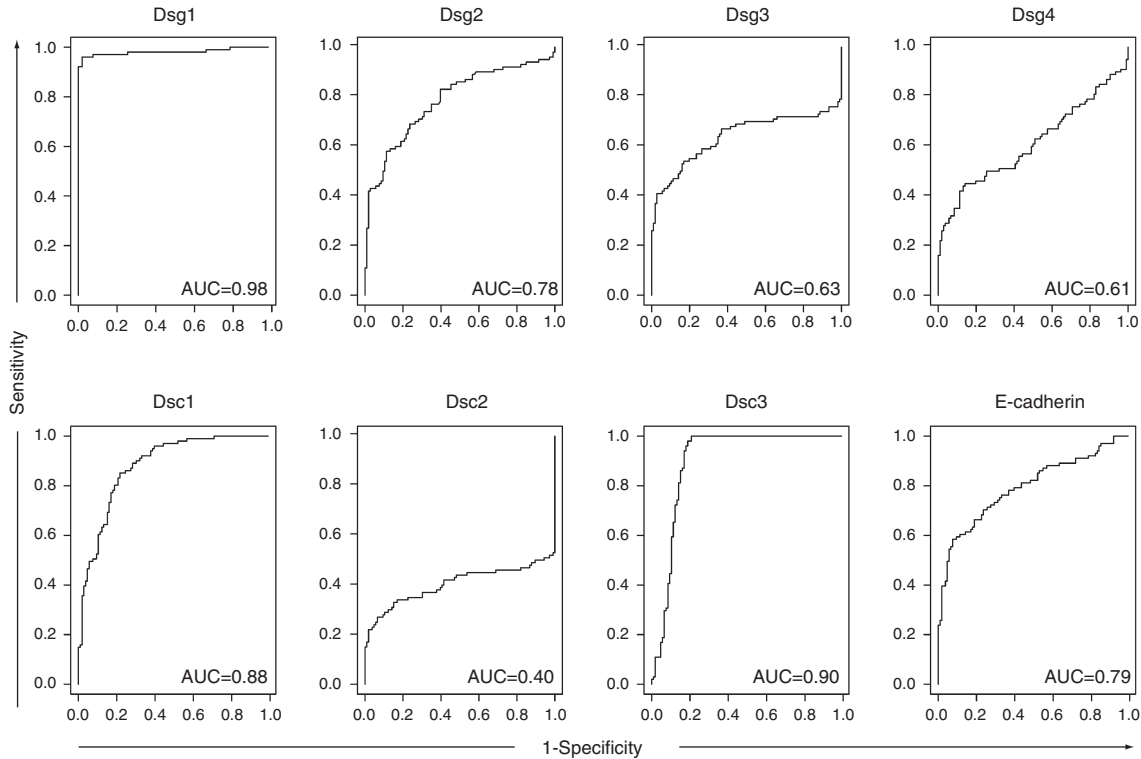 Dsg1 Dsg2 Dsg3 Dsg4
1.0 1.0 1.0 1.0
0.8 0.8 0.8 0.8
0.6 0.6 0.6 0.6
0.4 0.4 0.4 0.4
0.2 0.2 0.2 0.2
AUC=0.98 AUC=0.78 AUC=0.63 AUC=0.61
0.0 0.0 0.0 0.0
0.0 0.2 0.4 0.6 0.8 1.0 0.0 0.2 0.4 0.6 0.8 1.0 0.0 0.2 0.4 0.6 0.8 1.0 0.0 0.2 0.4 0.6 0.8 1.0
Sensitivity
Dsc1 Dsc2 Dsc3 E-cadherin
1.0 1.0 1.0 1.0
0.8 0.8 0.8 0.8
0.6 0.6 0.6 0.6
0.4 0.4 0.4 0.4
0.2 0.2 0.2 0.2
AUC=0.88 AUC=0.40 AUC=0.90 AUC=0.79
0.0 0.0 0.0 0.0
0.0 0.2 0.4 0.6 0.8 1.0 0.0 0.2 0.4 0.6 0.8 1.0 0.0 0.2 0.4 0.6 0.8 1.0 0.0 0.2 0.4 0.6 0.8 1.0
1-Specificity